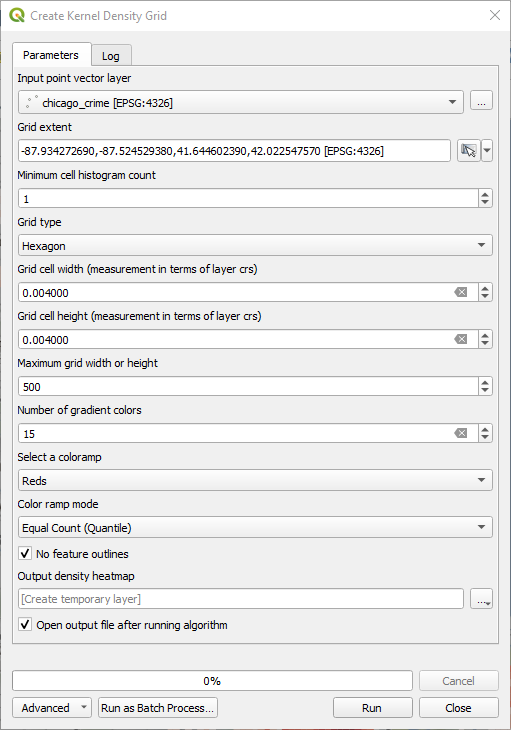 Create Kernel Density Grid
Parameters
Log
Input point vector layer
chicago_crime [EPSG:4326]
...
Grid extent
-87.934272690,-87.524529380,41.644602390,42.022547570 [EPSG:4326]
Minimum cell histogram count
1
Grid type
Hexagon
Grid cell width (measurement in terms of layer crs)
0.004000
Grid cell height (measurement in terms of layer crs)
0.004000
Maximum grid width or height
500
Number of gradient colors
15
Select a coloramp
Reds
Color ramp mode
Equal Count (Quantile)
No feature outlines
Output density heatmap
[Create temporary layer]
...
Open output file after running algorithm
0%
Cancel
Advanced
Run as Batch Process...
Run
Close